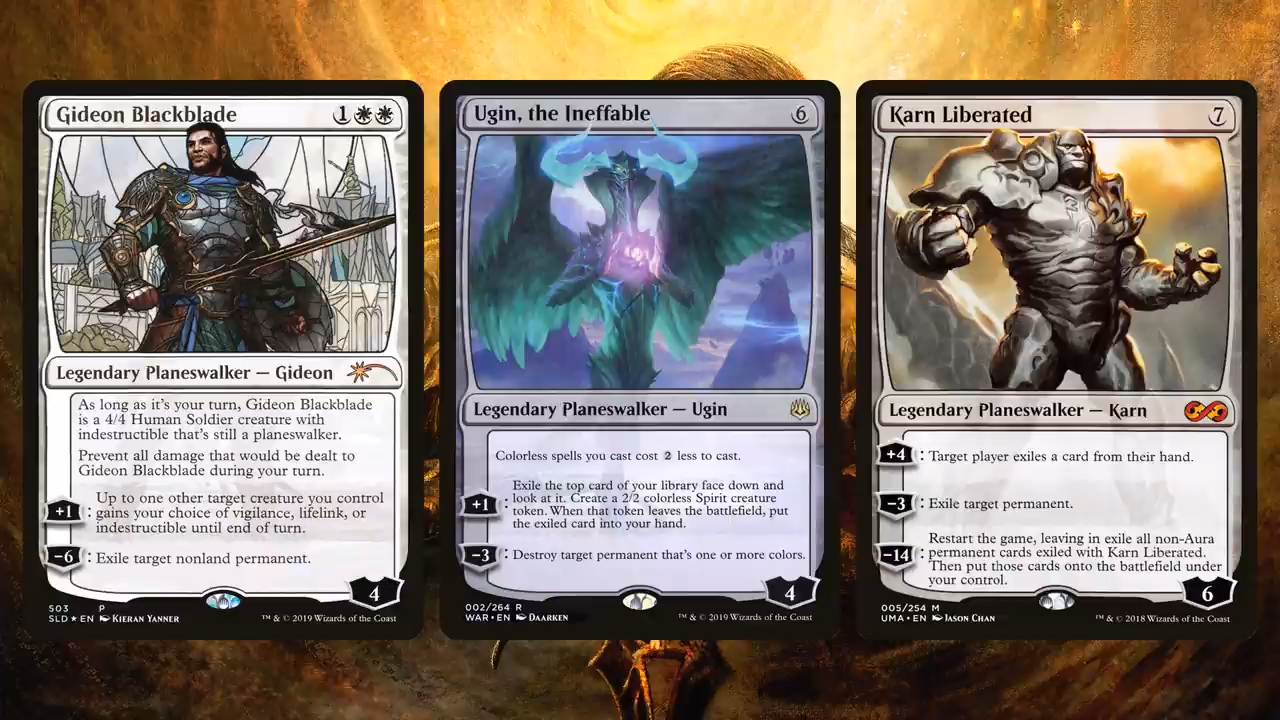 Gideon Blackblade
1
Legendary Planeswalker — Gideon
As long as it's your turn, Gideon Blackblade
is a 4/4 Human Soldier creature with
indestructible that's still a planeswalker.
Prevent all damage that would be dealt to
Gideon Blackblade during your turn.
+1: Up to one other target creature you control
gains your choice of vigilance, lifelink, or
indestructible until end of turn.
−6: Exile target nonland permanent.
4
503 P
SLD ★ EN Kieran Yanner
™ & © 2019 Wizards of the Coast
Ugin, the Ineffable
6
Legendary Planeswalker — Ugin
Colorless spells you cast cost 2 less to cast.
+1: Exile the top card of your library face down and
look at it. Create a 2/2 colorless Spirit creature
token. When that token leaves the battlefield, put
the exiled card into your hand.
−3: Destroy target permanent that's one or more colors.
4
002/264 R
WAR • EN Daarken
™ & © 2019 Wizards of the Coast
Karn Liberated
7
Legendary Planeswalker — Karn
+4: Target player exiles a card from their hand.
−3: Exile target permanent.
−14: Restart the game, leaving in exile all non-Aura
permanent cards exiled with Karn Liberated.
Then put those cards onto the battlefield under
your control.
6
005/254 M
UMA • EN Jason Chan
™ & © 2018 Wizards of the Coast